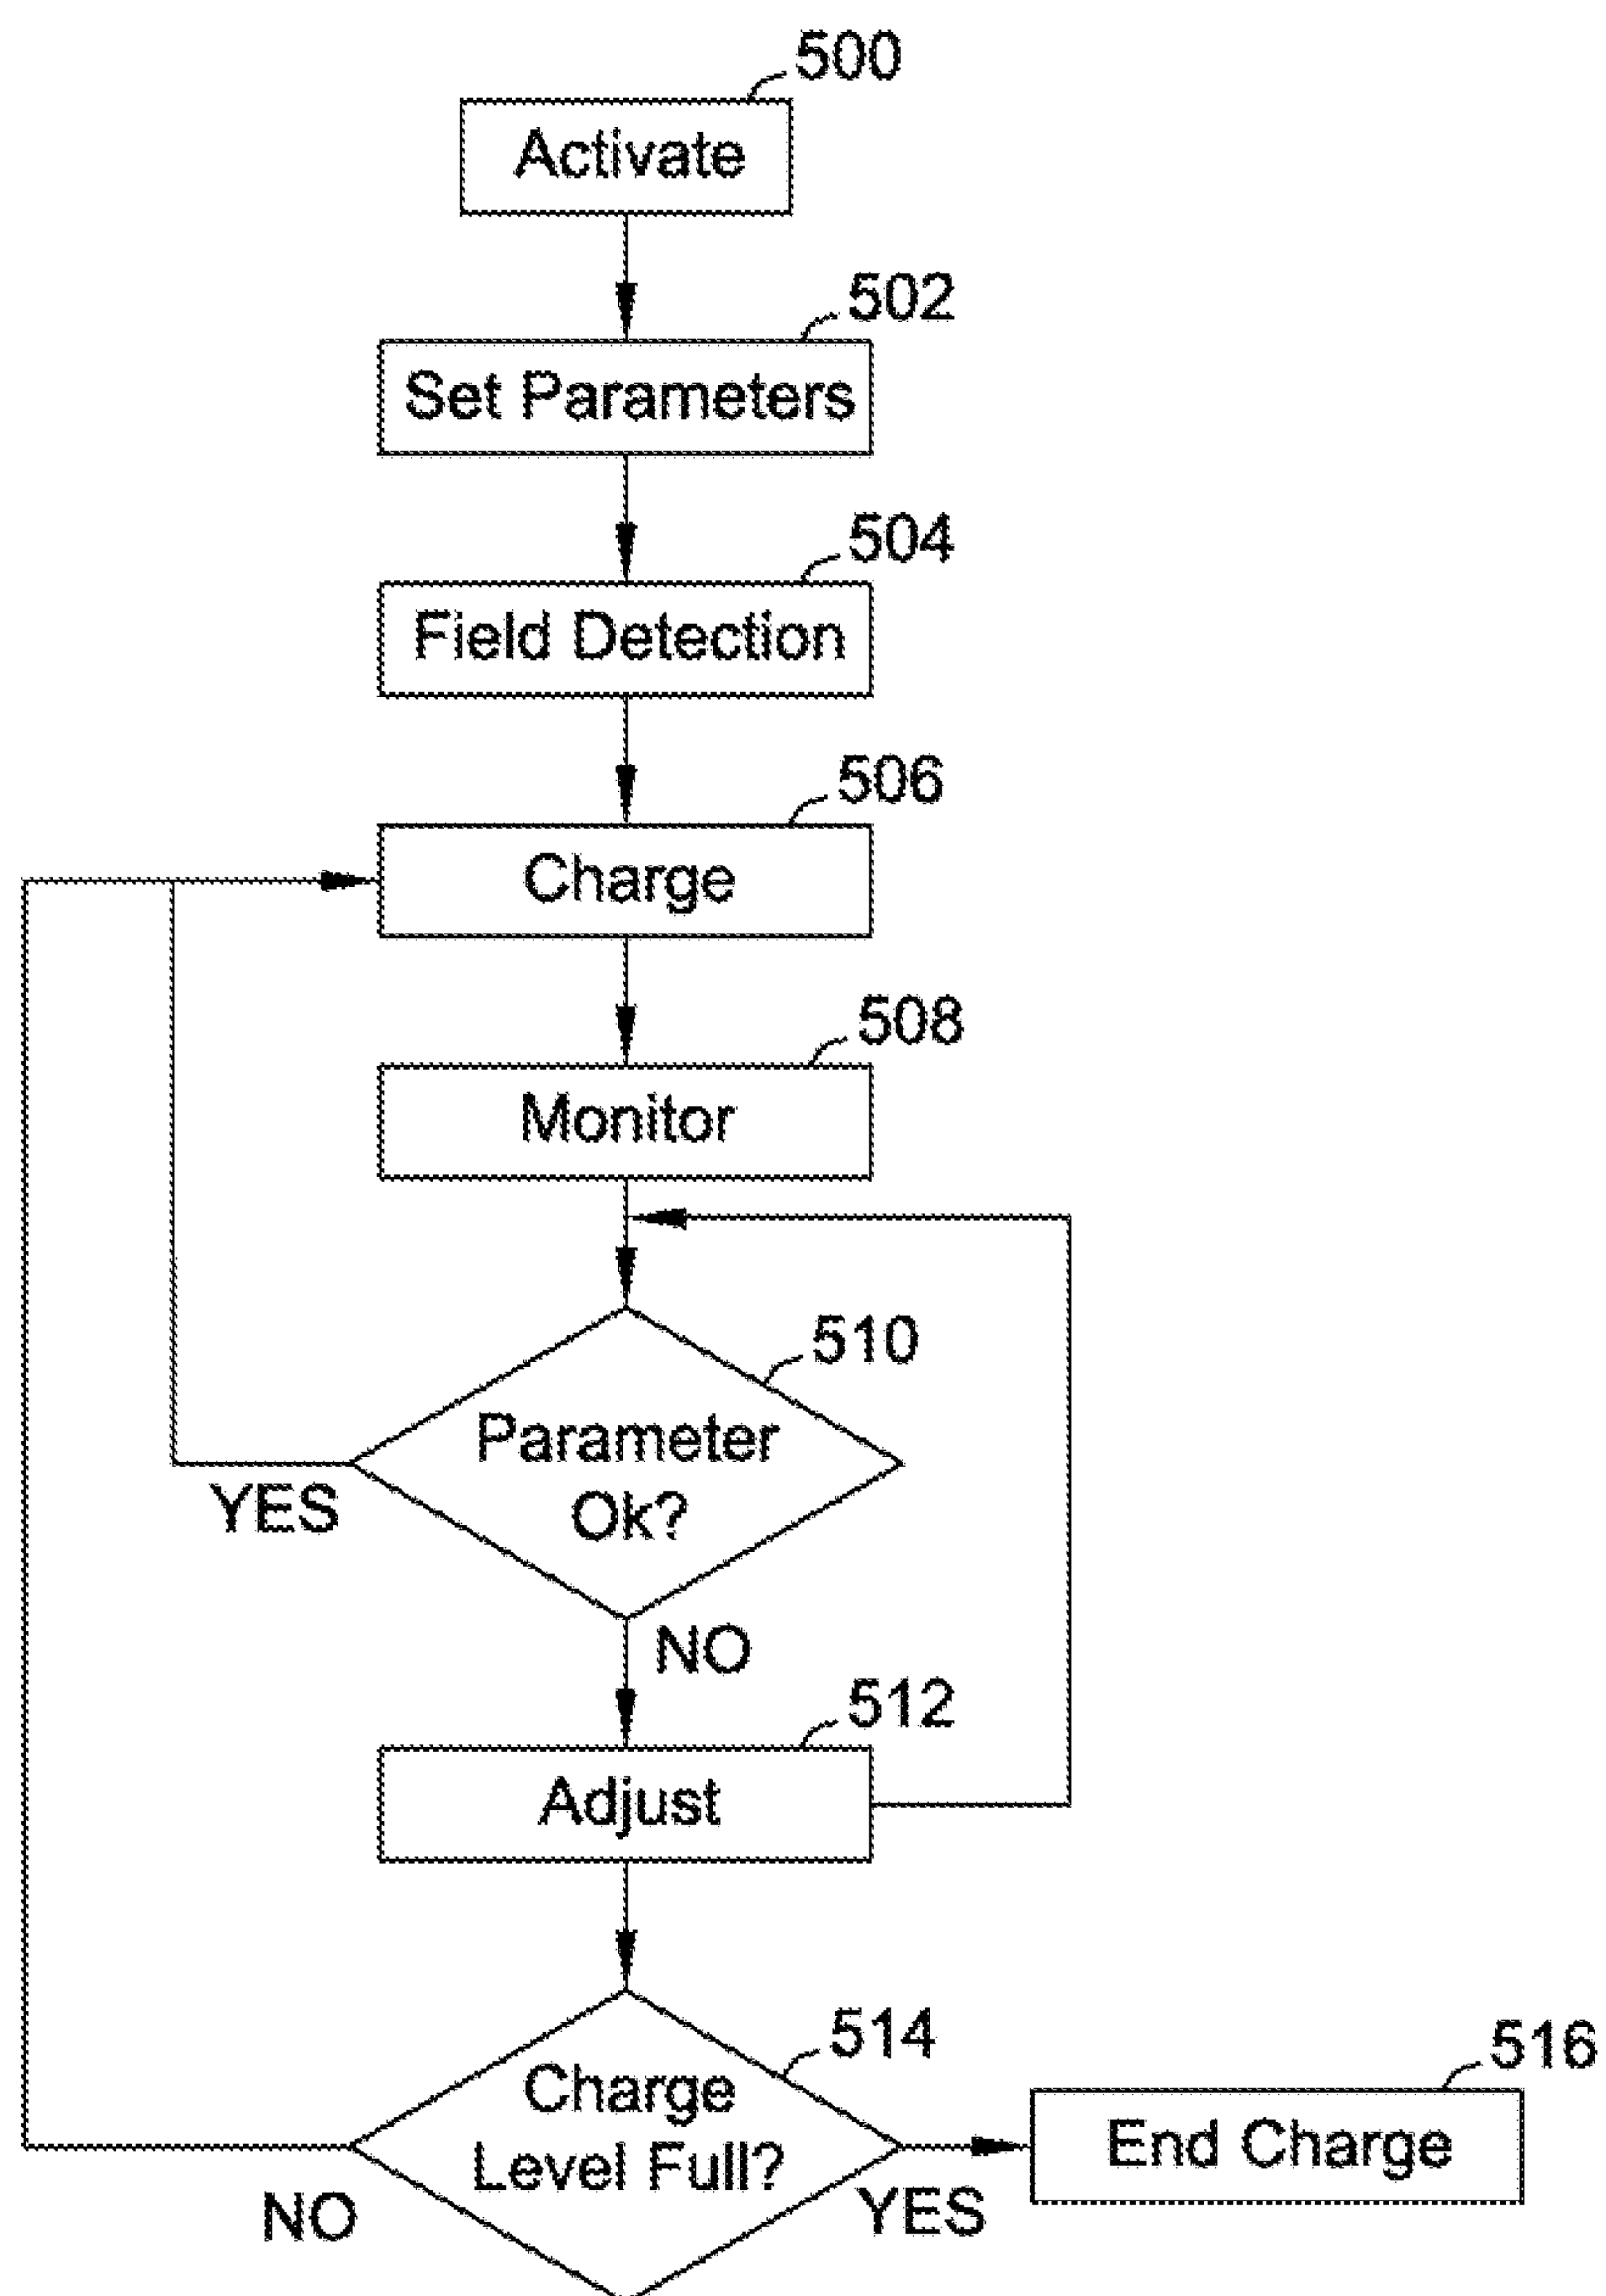 500
Activate
502
Set Parameters
504
Field Detection
506
Charge
508
Monitor
510
Parameter
Ok?
YES
NO
512
Adjust
514
Charge
Level Full?
NO
YES
516
End Charge